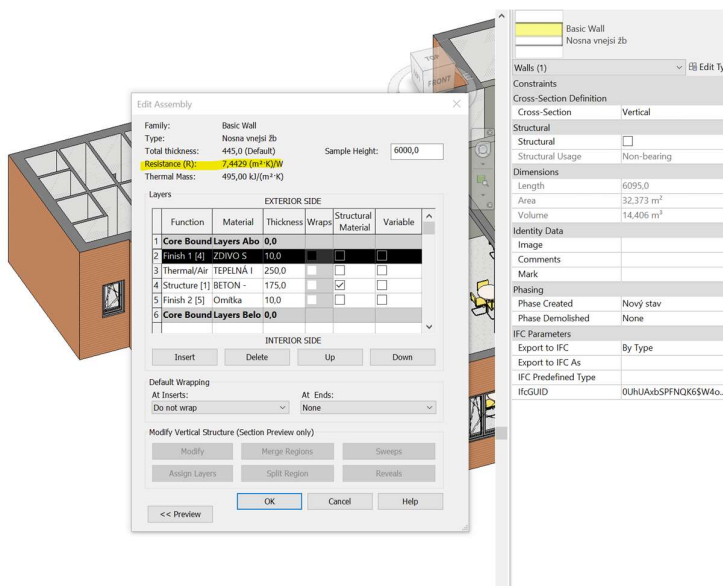 TOP
FRONT
Basic Wall
Nosna vnejsi žb
Walls (1)
Edit Ty
Constraints
Cross-Section Definition
Cross-Section Vertical
Structural
Structural
Structural Usage Non-bearing
Dimensions
Length 6095,0
Area 32,373 m²
Volume 14,406 m³
Identity Data
Image
Comments
Mark
Phasing
Phase Created Nový stav
Phase Demolished None
IFC Parameters
Export to IFC By Type
Export to IFC As
IFC Predefined Type
IfcGUID 0UhUAxbSPFNQK6$W4o...
Edit Assembly
Family: Basic Wall
Type: Nosna vnejsi žb
Total thickness: 445,0 (Default) Sample Height: 6000,0
Resistance (R): 7,4429 (m²·K)/W
Thermal Mass: 495,00 kJ/(m²·K)
Layers
EXTERIOR SIDE
Function Material Thickness Wraps Structural Material Variable
1 Core Bound Layers Abo 0,0
2 Finish 1 [4] ZDIVO S 10,0
3 Thermal/Air TEPELNÁ I 250,0
4 Structure [1] BETON - 175,0
5 Finish 2 [5] Omítka 10,0
6 Core Bound Layers Belo 0,0
INTERIOR SIDE
Insert Delete Up Down
Default Wrapping
At Inserts: At Ends:
Do not wrap None
Modify Vertical Structure (Section Preview only)
Modify Merge Regions Sweeps
Assign Layers Split Region Reveals
OK Cancel Help
<< Preview